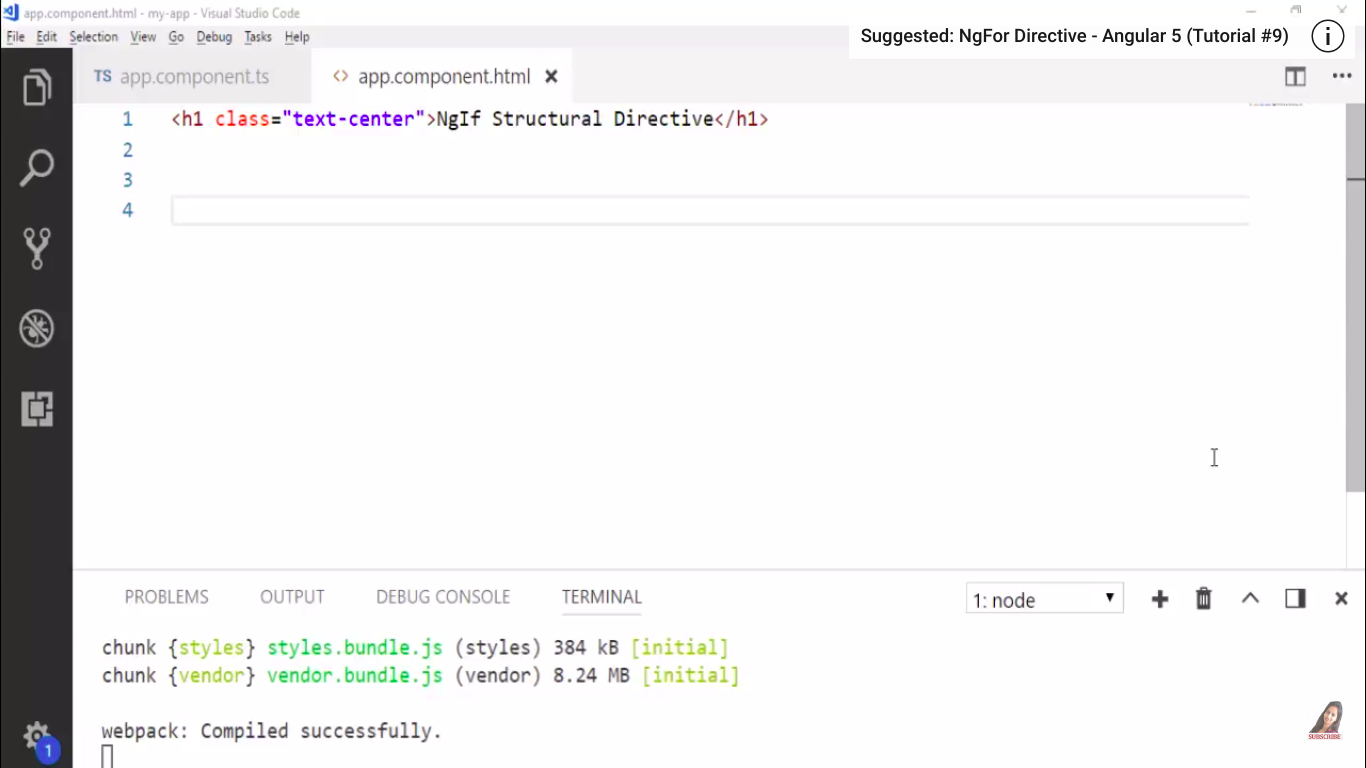 app.component.html - my-app - Visual Studio Code
File Edit Selection View Go Debug Tasks Help
Suggested: NgFor Directive - Angular 5 (Tutorial #9)
TS app.component.ts <> app.component.html
1 <h1 class="text-center">NgIf Structural Directive</h1>
2
3
4
PROBLEMS OUTPUT DEBUG CONSOLE TERMINAL 1: node
chunk {styles} styles.bundle.js (styles) 384 kB [initial]
chunk {vendor} vendor.bundle.js (vendor) 8.24 MB [initial]
webpack: Compiled successfully.
1
SUBSCRIBE